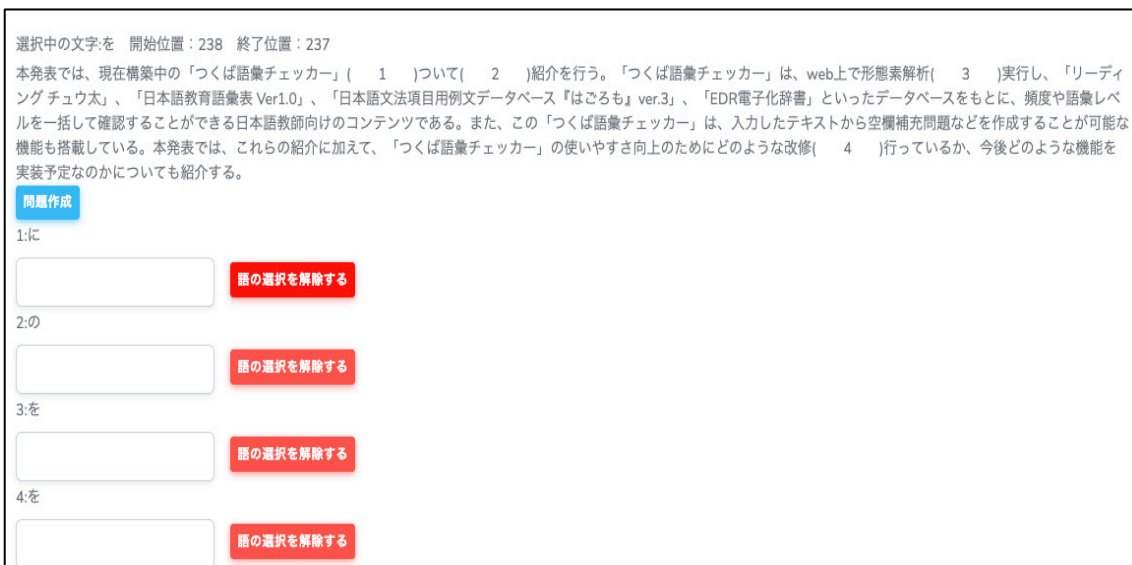 選択中の文字:を　開始位置：238　終了位置：237
本発表では、現在構築中の「つくば語彙チェッカー」(　　1　　)ついて(　　2　　)紹介を行う。「つくば語彙チェッカー」は、web上で形態素解析(　　3　　)実行し、「リーディ
ング チュウ太」、「日本語教育語彙表 Ver1.0」、「日本語文法項目用例文データベース『はごろも』ver.3」、「EDR電子化辞書」といったデータベースをもとに、頻度や語彙レベ
ルを一括して確認することができる日本語教師向けのコンテンツである。また、この「つくば語彙チェッカー」は、入力したテキストから空欄補充問題などを作成することが可能な
機能も搭載している。本発表では、これらの紹介に加えて、「つくば語彙チェッカー」の使いやすさ向上のためにどのような改修(　　4　　)行っているか、今後どのような機能を
実装予定なのかについても紹介する。
問題作成
1:に
語の選択を解除する
2:の
語の選択を解除する
3:を
語の選択を解除する
4:を
語の選択を解除する